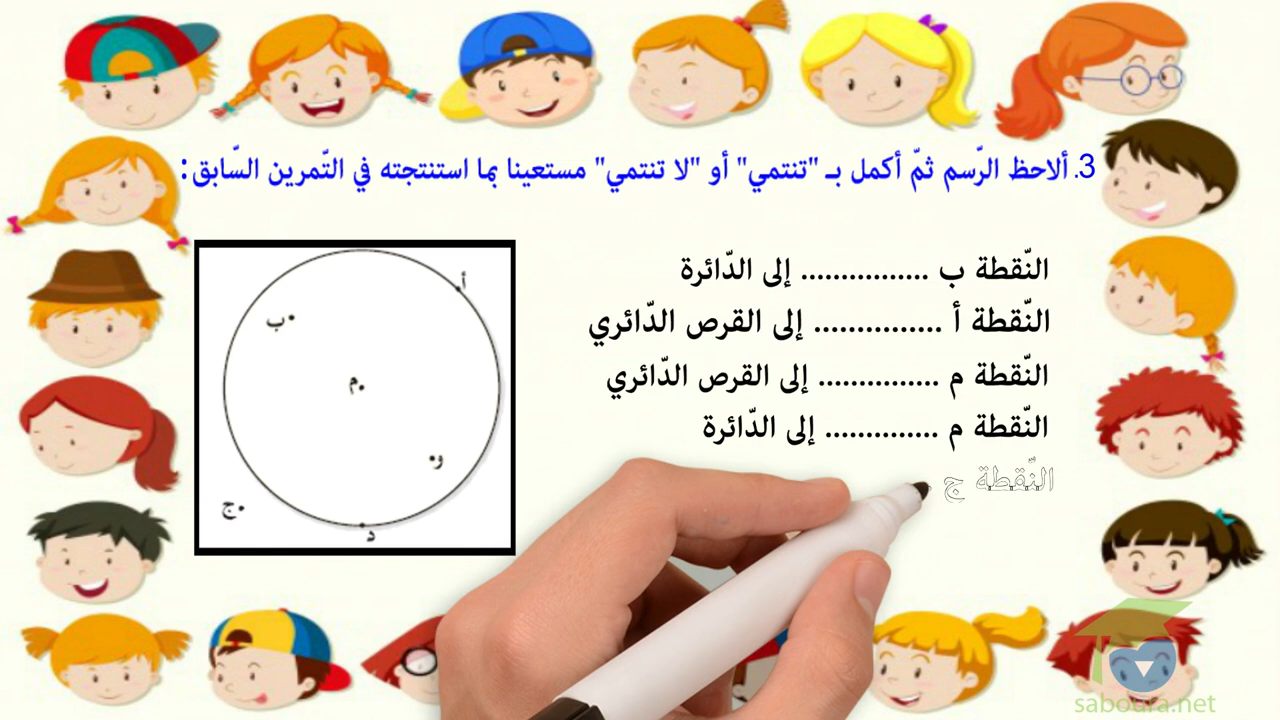 3. ألاحظ الرّسم ثمّ أكمل بـ "تنتمي" أو "لا تنتمي" مستعينا بما استنتجته في التّمرين السّابق:
النّقطة ب ................ إلى الدّائرة
النّقطة أ ................ إلى القرص الدّائري
النّقطة م ............... إلى القرص الدّائري
النّقطة م .............. إلى الدّائرة
النّقطة ج
أ
ب
م
و
ج
د
saboura.net